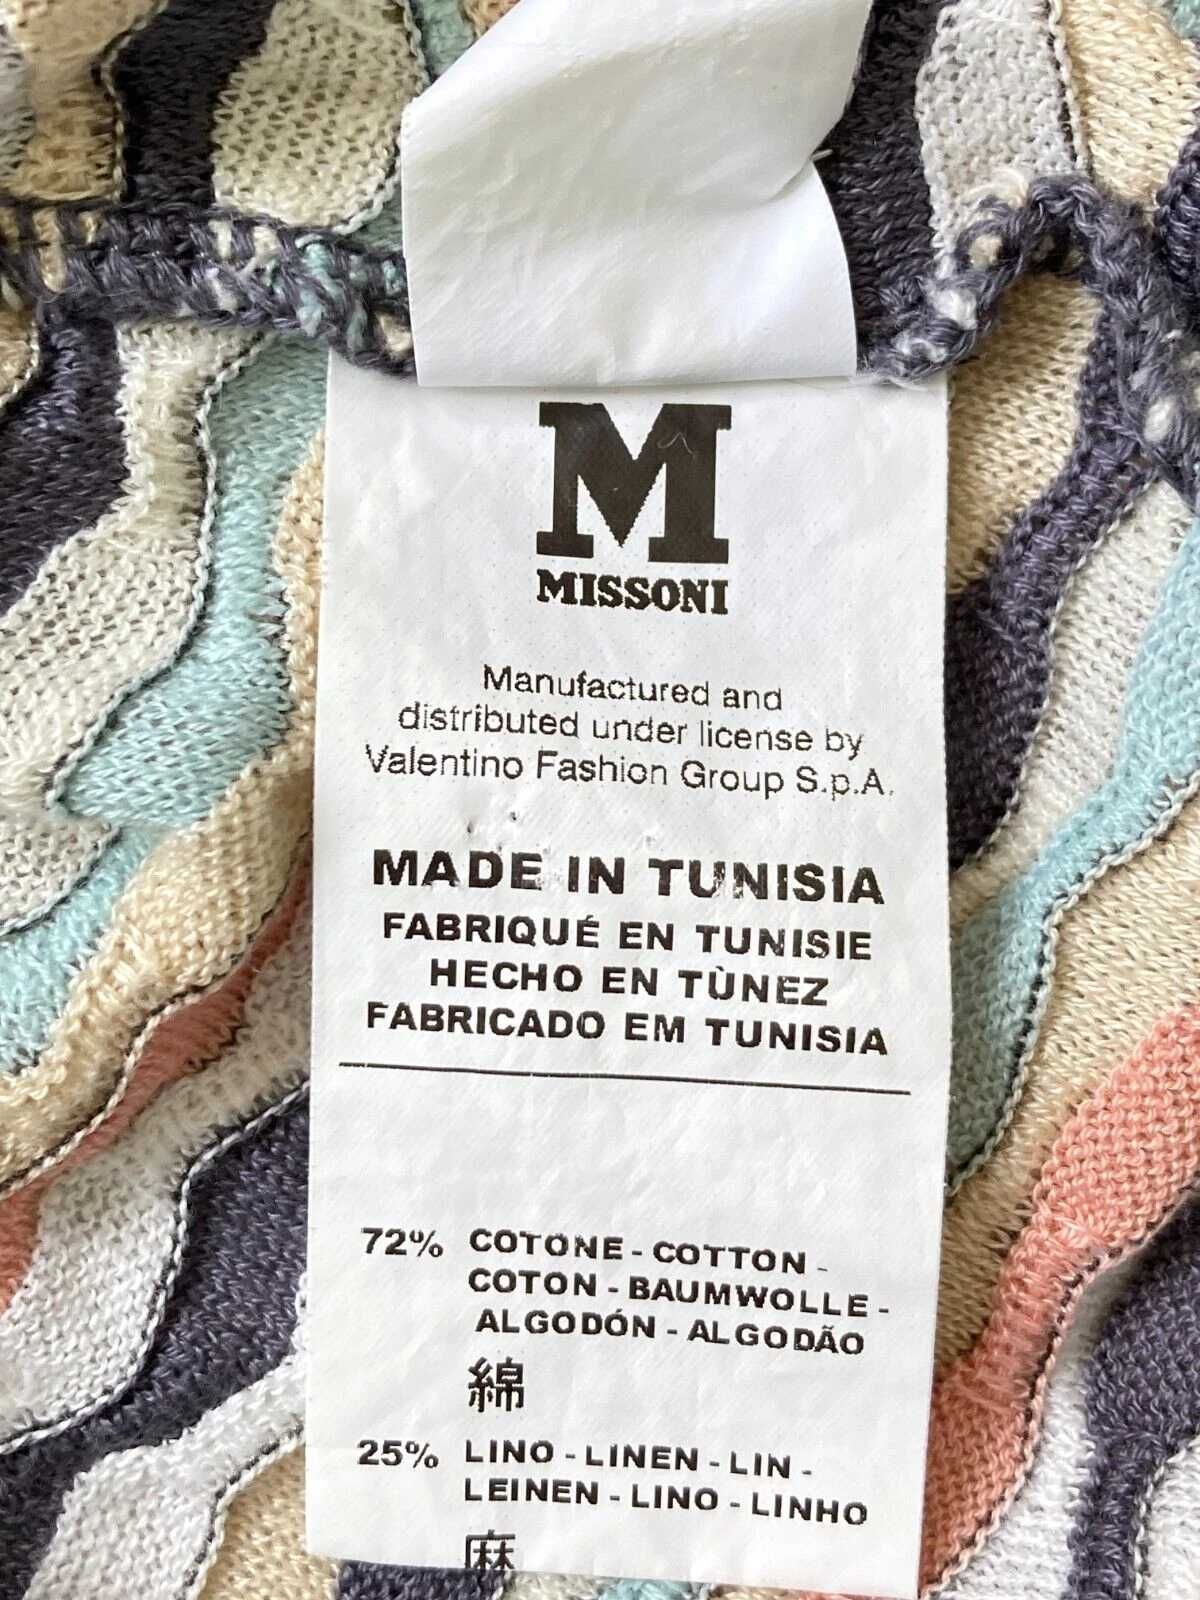 M
MISSONI
Manufactured and
distributed under license by
Valentino Fashion Group S.p.A.
MADE IN TUNISIA
FABRIQUÉ EN TUNISIE
HECHO EN TÙNEZ
FABRICADO EM TUNISIA
72% COTONE - COTTON -
COTON - BAUMWOLLE -
ALGODÓN - ALGODÃO
綿
25% LINO - LINEN - LIN -
LEINEN - LINO - LINHO
麻